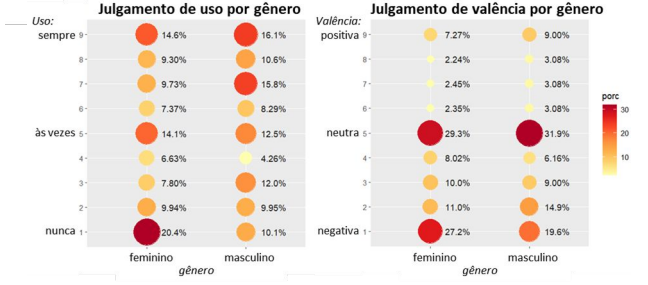 Julgamento de uso por gênero
Uso:
sempre 9 14.6% 16.1%
8 9.30% 10.6%
7 9.73% 15.8%
6 7.37% 8.29%
às vezes 5 14.1% 12.5%
4 6.63% 4.26%
3 7.80% 12.0%
2 9.94% 9.95%
nunca 1 20.4% 10.1%
feminino masculino
gênero
Julgamento de valência por gênero
Valência:
positiva 9 7.27% 9.00%
8 2.24% 3.08%
7 2.45% 3.08%
6 2.35% 3.08%
neutra 5 29.3% 31.9%
4 8.02% 6.16%
3 10.0% 9.00%
2 11.0% 14.9%
negativa 1 27.2% 19.6%
feminino masculino
gênero
porc
30
20
10